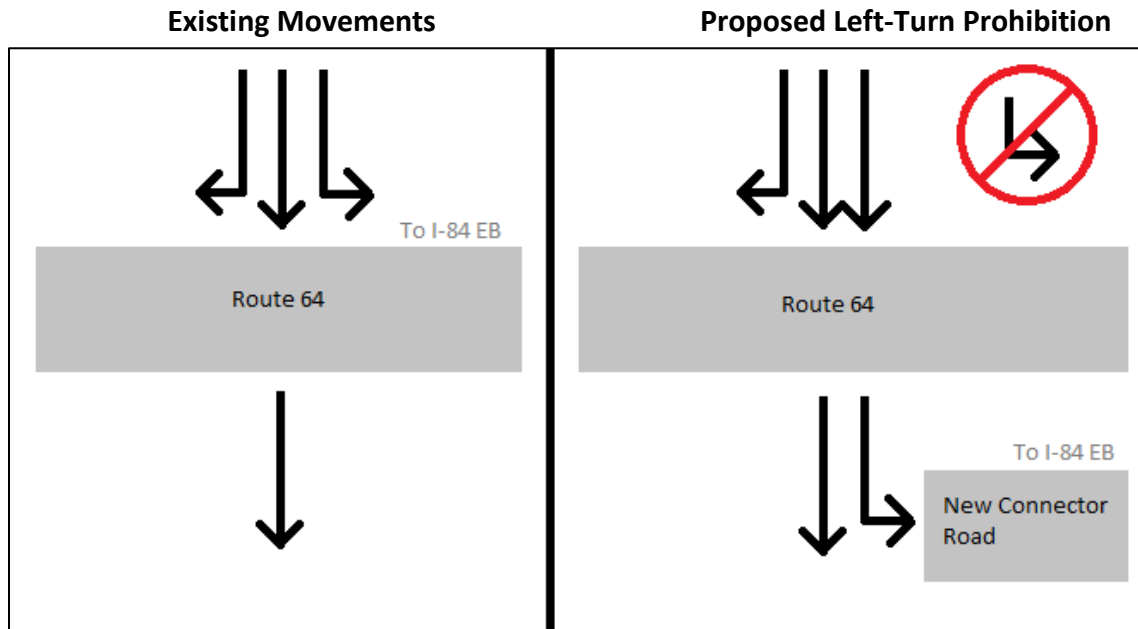 Existing Movements
Proposed Left-Turn Prohibition
To I-84 EB
Route 64
Route 64
To I-84 EB
New Connector
Road